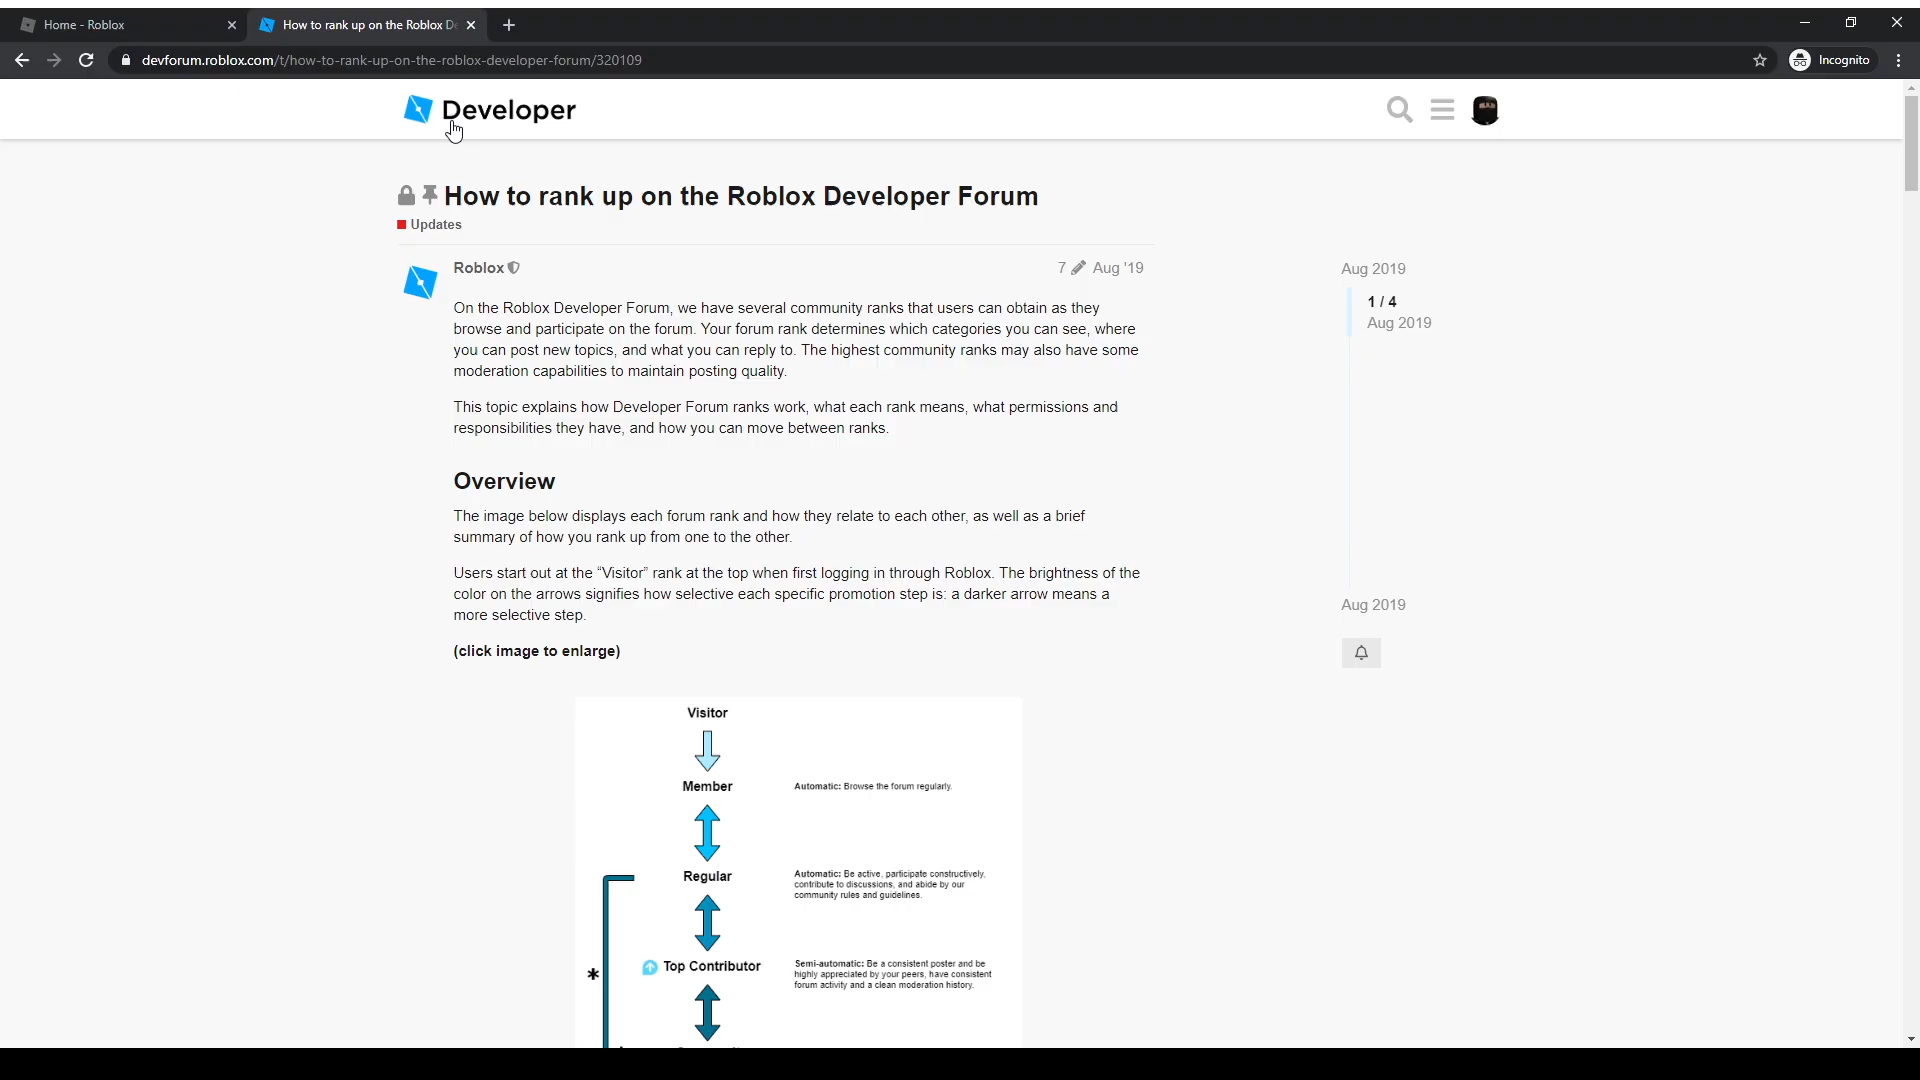 Home - Roblox
How to rank up on the Roblox De
devforum.roblox.com/t/how-to-rank-up-on-the-roblox-developer-forum/320109
Incognito
Developer
How to rank up on the Roblox Developer Forum
Updates
Roblox
7 Aug '19
On the Roblox Developer Forum, we have several community ranks that users can obtain as they
browse and participate on the forum. Your forum rank determines which categories you can see, where
you can post new topics, and what you can reply to. The highest community ranks may also have some
moderation capabilities to maintain posting quality.
This topic explains how Developer Forum ranks work, what each rank means, what permissions and
responsibilities they have, and how you can move between ranks.
Overview
The image below displays each forum rank and how they relate to each other, as well as a brief
summary of how you rank up from one to the other.
Users start out at the “Visitor” rank at the top when first logging in through Roblox. The brightness of the
color on the arrows signifies how selective each specific promotion step is: a darker arrow means a
more selective step.
(click image to enlarge)
Visitor
Member
Automatic: Browse the forum regularly.
Regular
Automatic: Be active, participate constructively,
contribute to discussions, and abide by our
community rules and guidelines.
*
Top Contributor
Semi-automatic: Be a consistent poster and be
highly appreciated by your peers, have consistent
forum activity and a clean moderation history.
Aug 2019
1 / 4
Aug 2019
Aug 2019